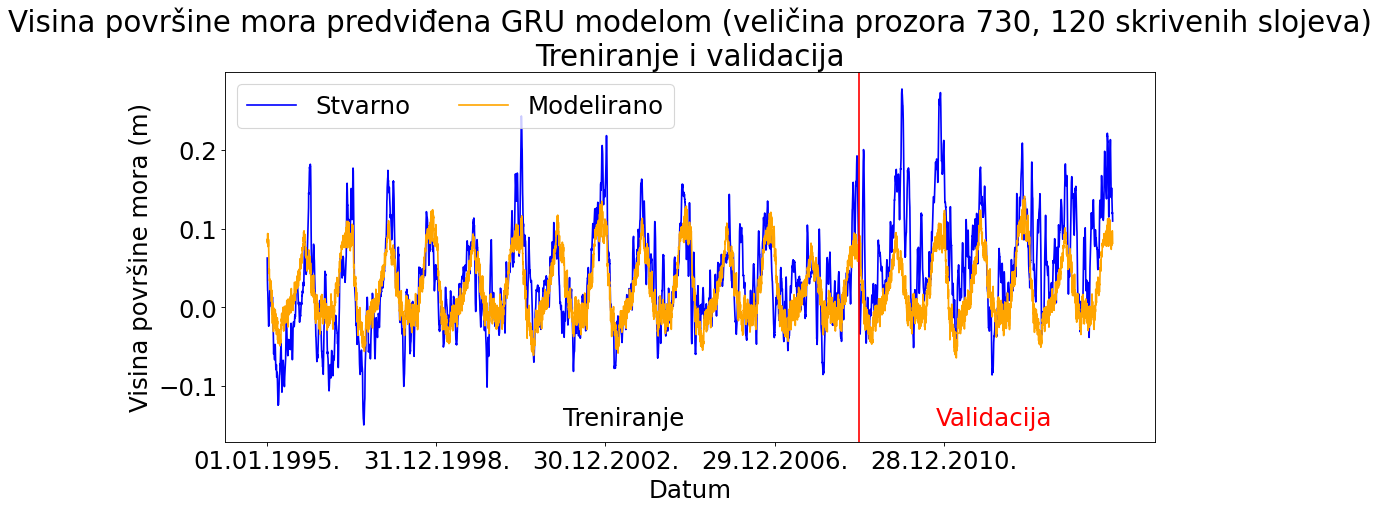 Visina površine mora predviđena GRU modelom (veličina prozora 730, 120 skrivenih slojeva)
Treniranje i validacija
Stvarno
Modelirano
Visina površine mora (m)
0.2
0.1
0.0
−0.1
Treniranje
Validacija
01.01.1995.
31.12.1998.
30.12.2002.
29.12.2006.
28.12.2010.
Datum